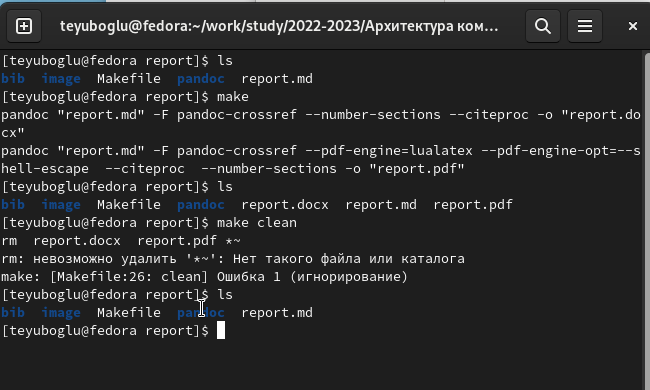 teyuboglu@fedora:~/work/study/2022-2023/Архитектура ком...
[teyuboglu@fedora report]$ ls
bib  image  Makefile  pandoc  report.md
[teyuboglu@fedora report]$ make
pandoc "report.md" -F pandoc-crossref --number-sections --citeproc -o "report.do
cx"
pandoc "report.md" -F pandoc-crossref --pdf-engine=lualatex --pdf-engine-opt=--s
hell-escape  --citeproc  --number-sections -o "report.pdf"
[teyuboglu@fedora report]$ ls
bib  image  Makefile  pandoc  report.docx  report.md  report.pdf
[teyuboglu@fedora report]$ make clean
rm  report.docx  report.pdf *~
rm: невозможно удалить '*~': Нет такого файла или каталога
make: [Makefile:26: clean] Ошибка 1 (игнорирование)
[teyuboglu@fedora report]$ ls
bib  image  Makefile  pandoc  report.md
[teyuboglu@fedora report]$